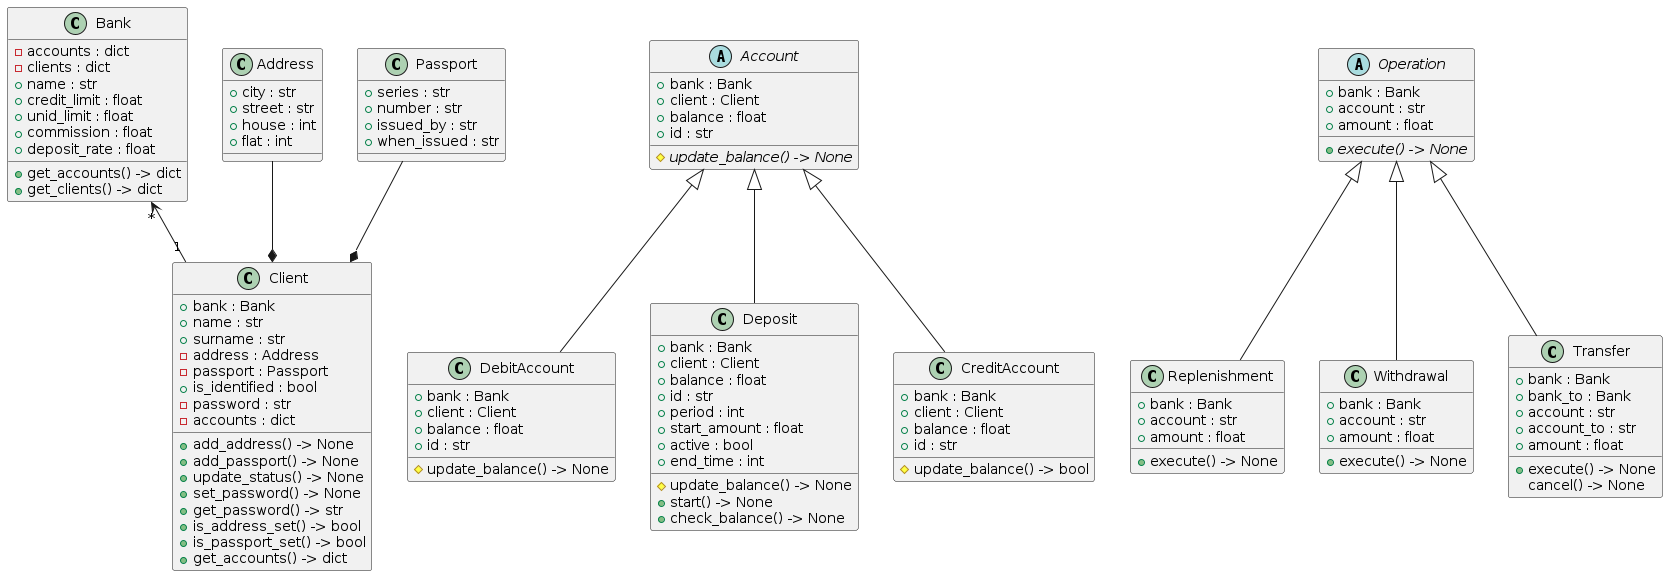 C Bank
accounts : dict
clients : dict
name : str
credit_limit : float
unid_limit : float
commission : float
deposit_rate : float
get_accounts() -> dict
get_clients() -> dict
C Address
city : str
street : str
house : int
flat : int
C Passport
series : str
number : str
issued_by : str
when_issued : str
A Account
bank : Bank
client : Client
balance : float
id : str
update_balance() -> None
A Operation
bank : Bank
account : str
amount : float
execute() -> None
*
1
C Client
bank : Bank
name : str
surname : str
address : Address
passport : Passport
is_identified : bool
password : str
accounts : dict
add_address() -> None
add_passport() -> None
update_status() -> None
set_password() -> None
get_password() -> str
is_address_set() -> bool
is_passport_set() -> bool
get_accounts() -> dict
C DebitAccount
bank : Bank
client : Client
balance : float
id : str
update_balance() -> None
C Deposit
bank : Bank
client : Client
balance : float
id : str
period : int
start_amount : float
active : bool
end_time : int
update_balance() -> None
start() -> None
check_balance() -> None
C CreditAccount
bank : Bank
client : Client
balance : float
id : str
update_balance() -> bool
C Replenishment
bank : Bank
account : str
amount : float
execute() -> None
C Withdrawal
bank : Bank
account : str
amount : float
execute() -> None
C Transfer
bank : Bank
bank_to : Bank
account : str
account_to : str
amount : float
execute() -> None
cancel() -> None